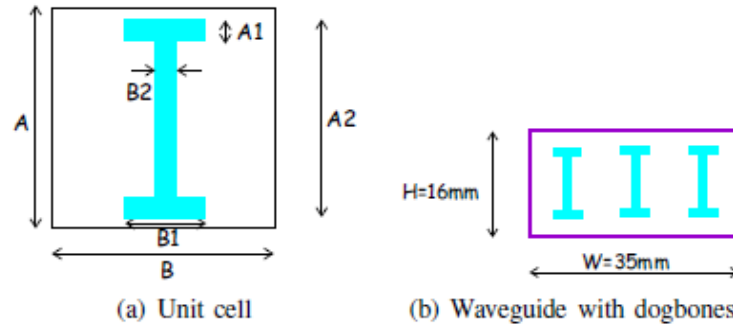 A1
B2
A
A2
B1
B
(a) Unit cell
H=16mm
W=35mm
(b) Waveguide with dogbones